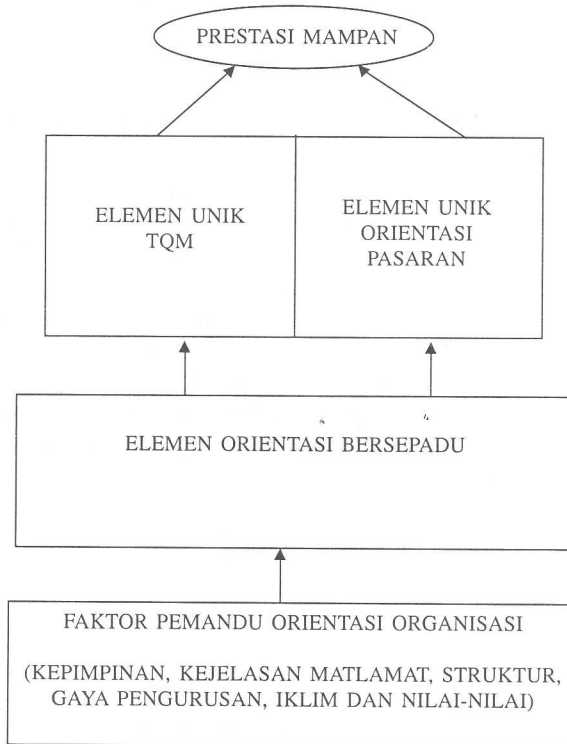 PRESTASI MAMPAN
ELEMEN UNIK
TQM
ELEMEN UNIK
ORIENTASI
PASARAN
ELEMEN ORIENTASI BERSEPADU
FAKTOR PEMANDU ORIENTASI ORGANISASI
(KEPIMPINAN, KEJELASAN MATLAMAT, STRUKTUR,
GAYA PENGURUSAN, IKLIM DAN NILAI-NILAI)